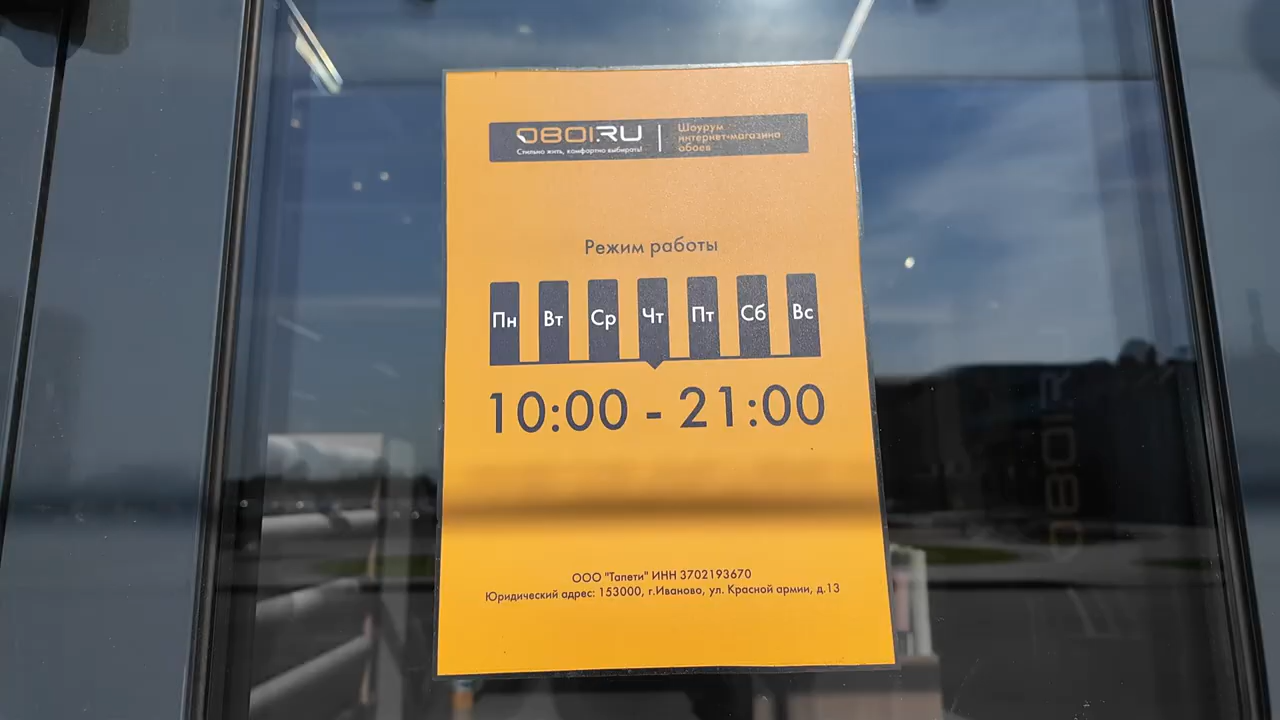 OBOI.RU
Стильно жить, комфортно выбирать!
Шоурум
интернет-магазина
обоев
Режим работы
Пн Вт Ср Чт Пт Сб Вс
10:00 - 21:00
ООО "Тапети" ИНН 3702193670
Юридический адрес: 153000, г.Иваново, ул. Красной армии, д.13
OBOI.R